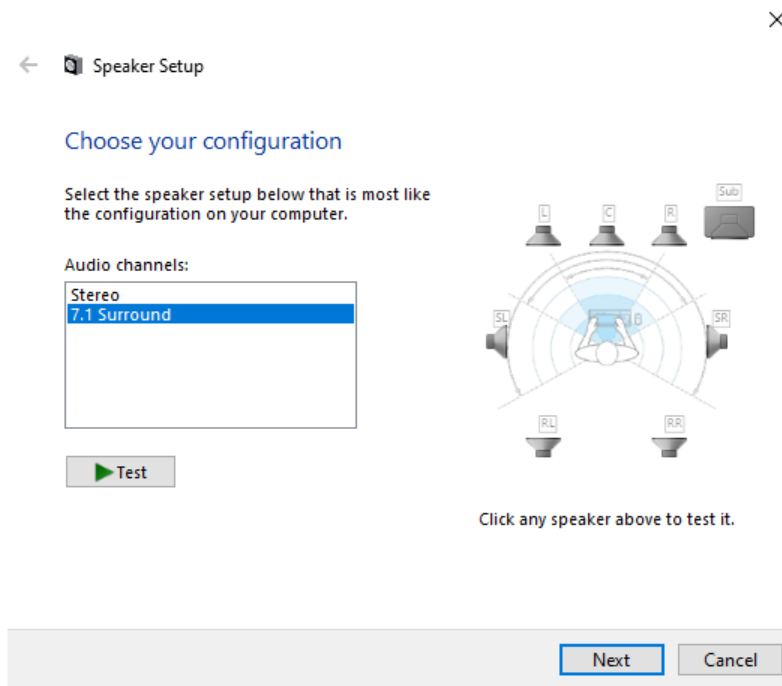 Speaker Setup
Choose your configuration
Select the speaker setup below that is most like
the configuration on your computer.
Audio channels:
Stereo
7.1 Surround
Test
Sub
L
C
R
SL
SR
RL
RR
Click any speaker above to test it.
Next
Cancel